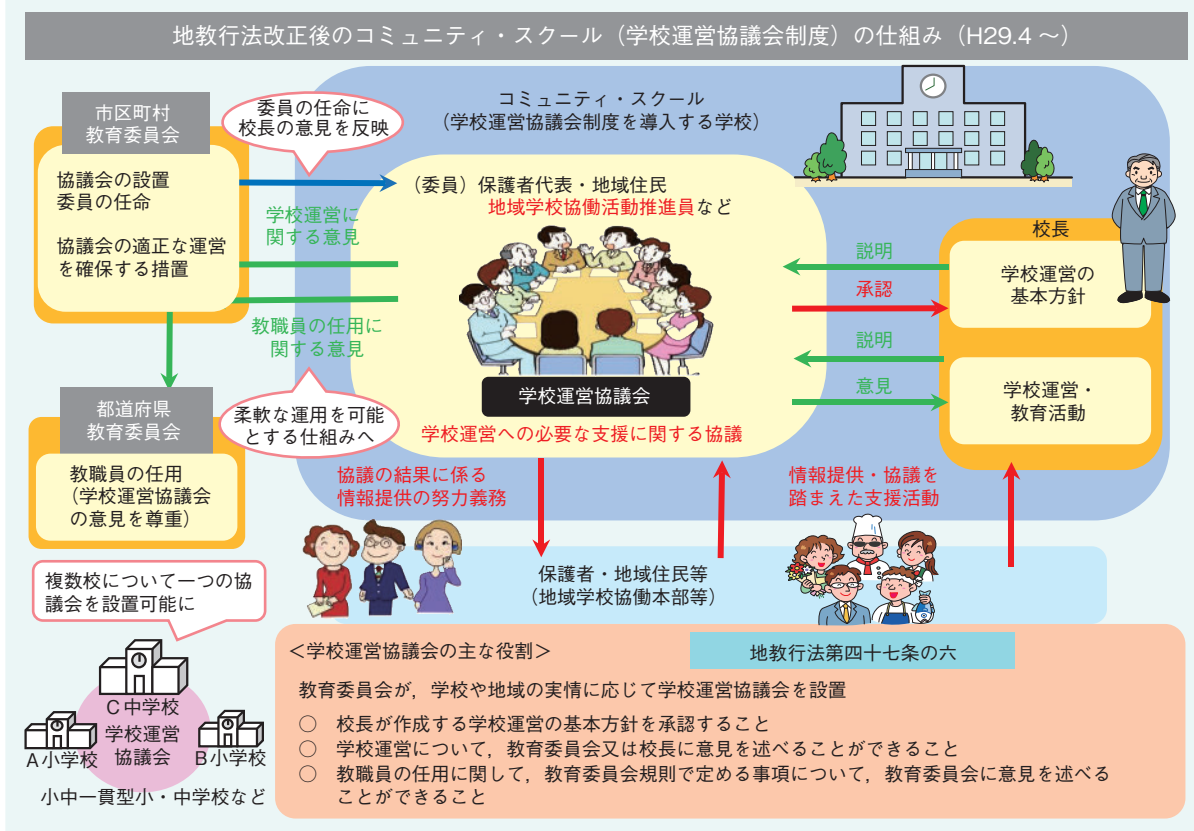 地教行法改正後のコミュニティ・スクール（学校運営協議会制度）の仕組み（H29.4 ～）
市区町村
教育委員会
協議会の設置
委員の任命
協議会の適正な運営
を確保する措置
委員の任命に
校長の意見を反映
コミュニティ・スクール
（学校運営協議会制度を導入する学校）
（委員）保護者代表・地域住民
地域学校協働活動推進員など
学校運営に
関する意見
教職員の任用に
関する意見
学校運営協議会
学校運営への必要な支援に関する協議
説明
承認
説明
意見
校長
学校運営の
基本方針
学校運営・
教育活動
都道府県
教育委員会
教職員の任用
（学校運営協議会
の意見を尊重）
柔軟な運用を可能
とする仕組みへ
協議の結果に係る
情報提供の努力義務
情報提供・協議を
踏まえた支援活動
保護者・地域住民等
（地域学校協働本部等）
複数校について一つの協
議会を設置可能に
C中学校
学校運営
協議会
A小学校
B小学校
小中一貫型小・中学校など
＜学校運営協議会の主な役割＞
地教行法第四十七条の六
教育委員会が，学校や地域の実情に応じて学校運営協議会を設置
○　校長が作成する学校運営の基本方針を承認すること
○　学校運営について，教育委員会又は校長に意見を述べることができること
○　教職員の任用に関して，教育委員会規則で定める事項について，教育委員会に意見を述べる
ことができること